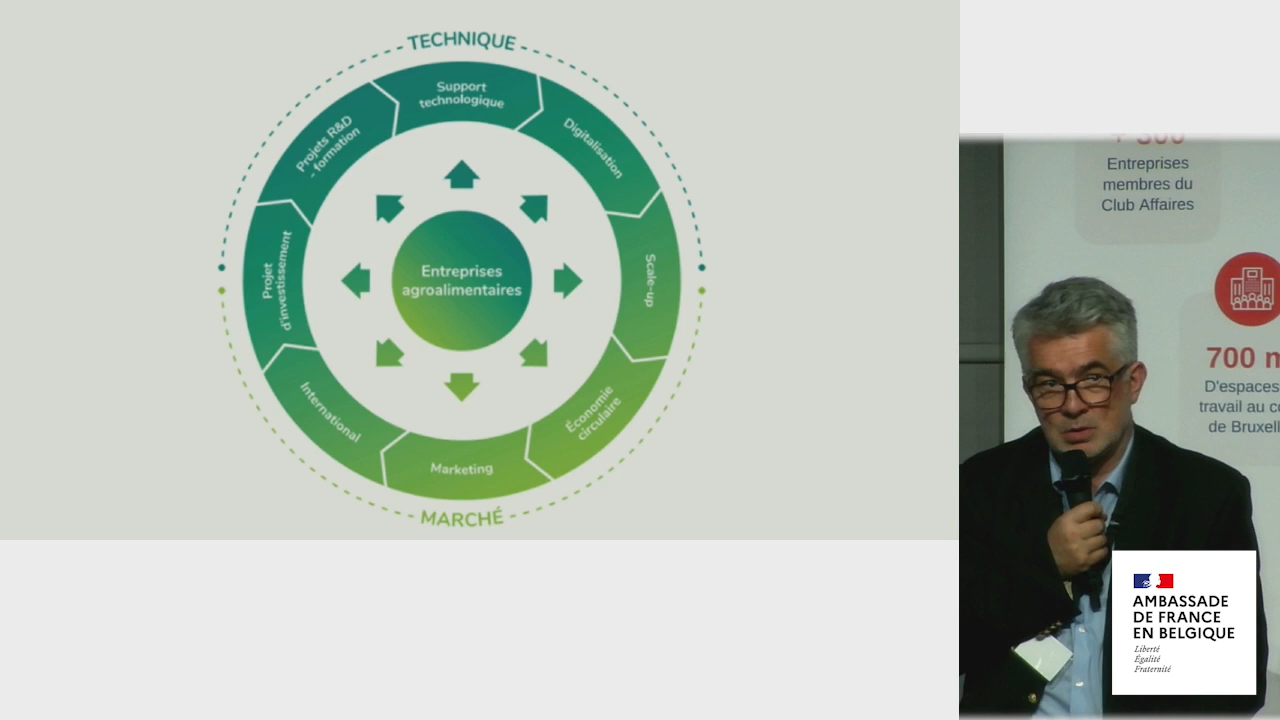 TECHNIQUE
Support
technologique
Digitalisation
Scale-up
Économie
circulaire
Marketing
International
Projet
d'investissement
Projets R&D
- formation
Entreprises
agroalimentaires
MARCHÉ
+ 300
Entreprises
membres du
Club Affaires
700 m
D'espaces
travail au c
de Bruxell
AMBASSADE
DE FRANCE
EN BELGIQUE
Liberté
Égalité
Fraternité